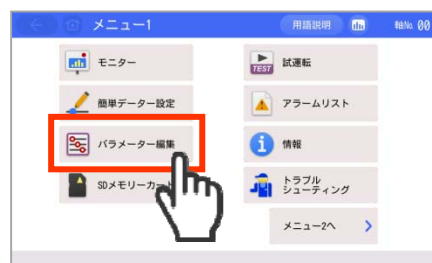 メニュー1
用語説明
軸No. 00
モニター
TEST
試運転
簡単データー設定
アラームリスト
パラメーター編集
情報
SDメモリーカード
トラブル
シューティング
メニュー2へ